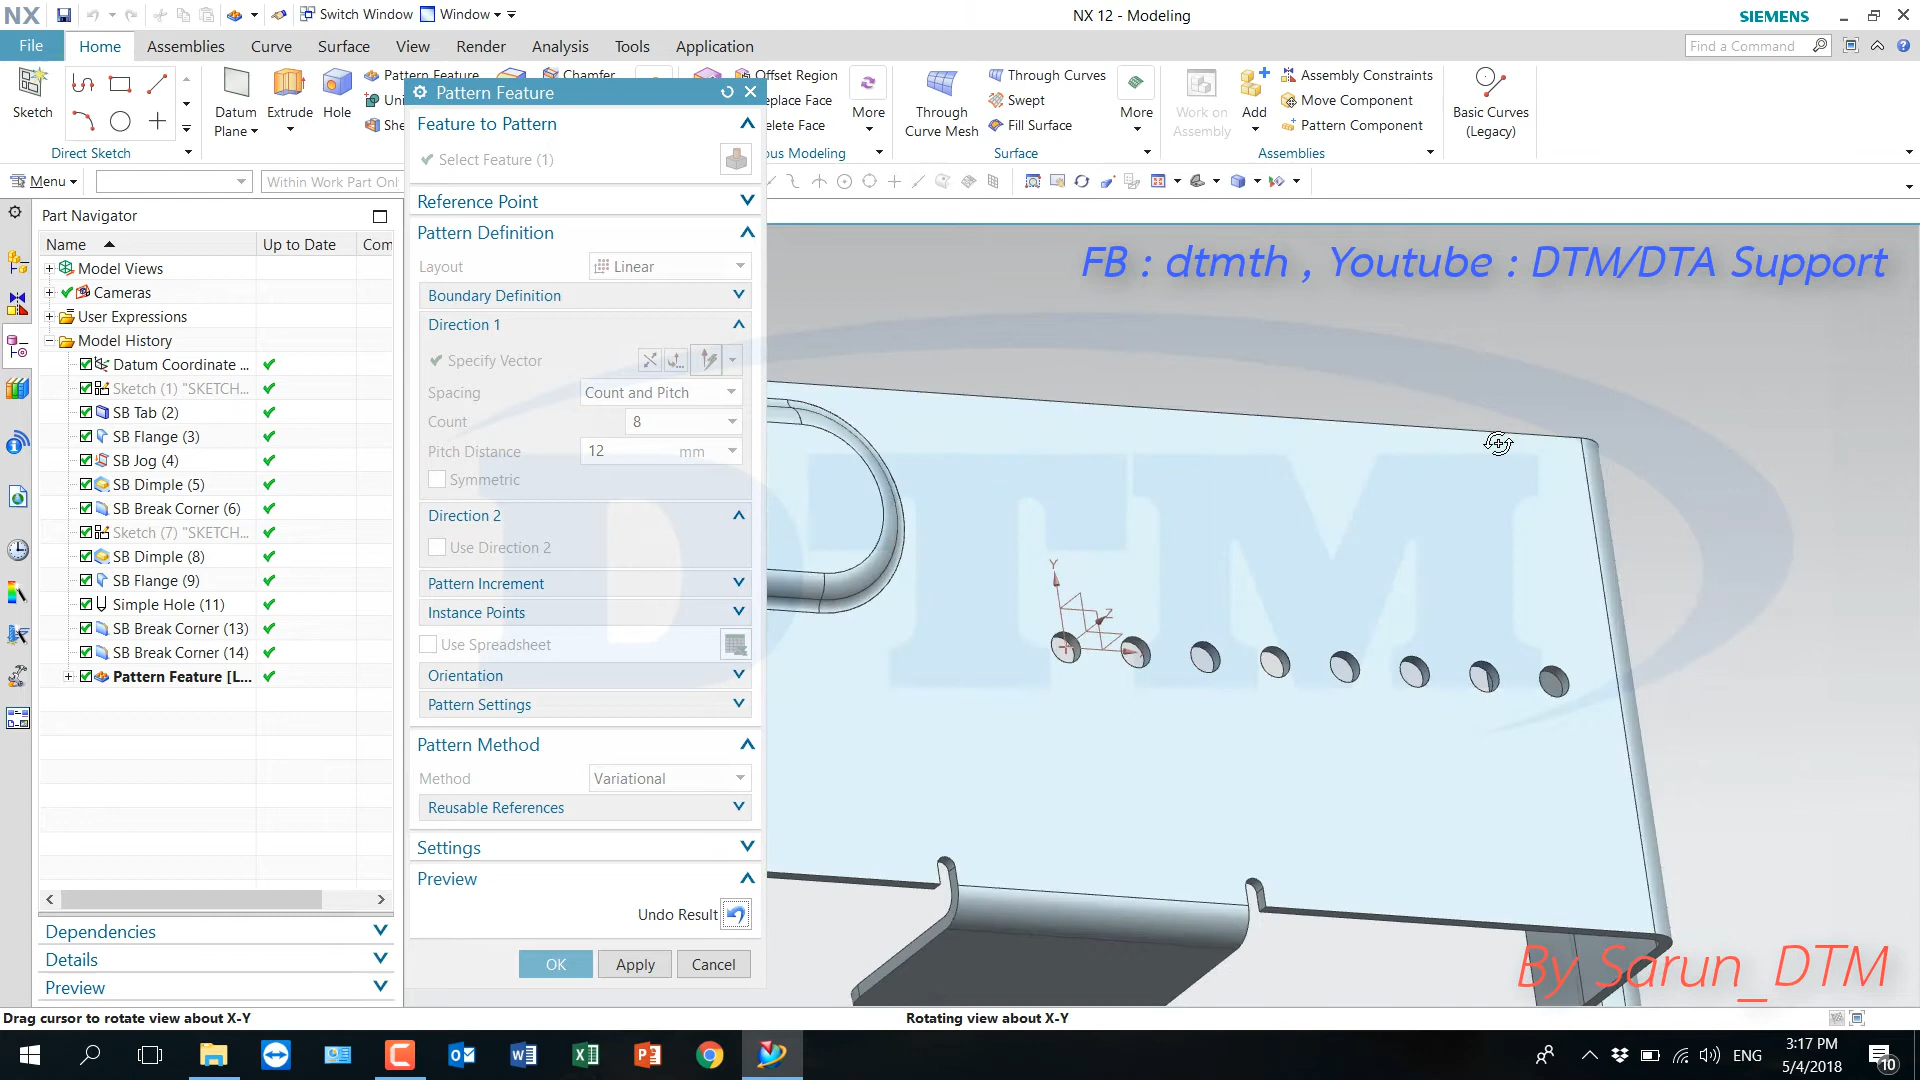 NX
Switch Window
Window
NX 12 - Modeling
SIEMENS
File
Home
Assemblies
Curve
Surface
View
Render
Analysis
Tools
Application
Find a Command
Sketch
Direct Sketch
Datum
Plane
Extrude
Hole
Pattern Feature
Uni
She
Chamfer
Offset Region
eplace Face
elete Face
ous Modeling
More
Through
Curve Mesh
Through Curves
Swept
Fill Surface
More
Surface
Work on
Assembly
Add
Assembly Constraints
Move Component
Pattern Component
Assemblies
Basic Curves
(Legacy)
Menu
Within Work Part Onl
Part Navigator
Name
Up to Date
Com
Model Views
Cameras
User Expressions
Model History
Datum Coordinate ...
Sketch (1) "SKETCH...
SB Tab (2)
SB Flange (3)
SB Jog (4)
SB Dimple (5)
SB Break Corner (6)
Sketch (7) "SKETCH...
SB Dimple (8)
SB Flange (9)
Simple Hole (11)
SB Break Corner (13)
SB Break Corner (14)
Pattern Feature [L...
Dependencies
Details
Preview
Pattern Feature
Feature to Pattern
Select Feature (1)
Reference Point
Pattern Definition
Layout
Linear
Boundary Definition
Direction 1
Specify Vector
Spacing
Count and Pitch
Count
8
Pitch Distance
12
mm
Symmetric
Direction 2
Use Direction 2
Pattern Increment
Instance Points
Use Spreadsheet
Orientation
Pattern Settings
Pattern Method
Method
Variational
Reusable References
Settings
Preview
Undo Result
OK
Apply
Cancel
FB : dtmth , Youtube : DTM/DTA Support
DTM
Y
Z
By Sarun_DTM
Drag cursor to rotate view about X-Y
Rotating view about X-Y
ENG
3:17 PM
5/4/2018
10